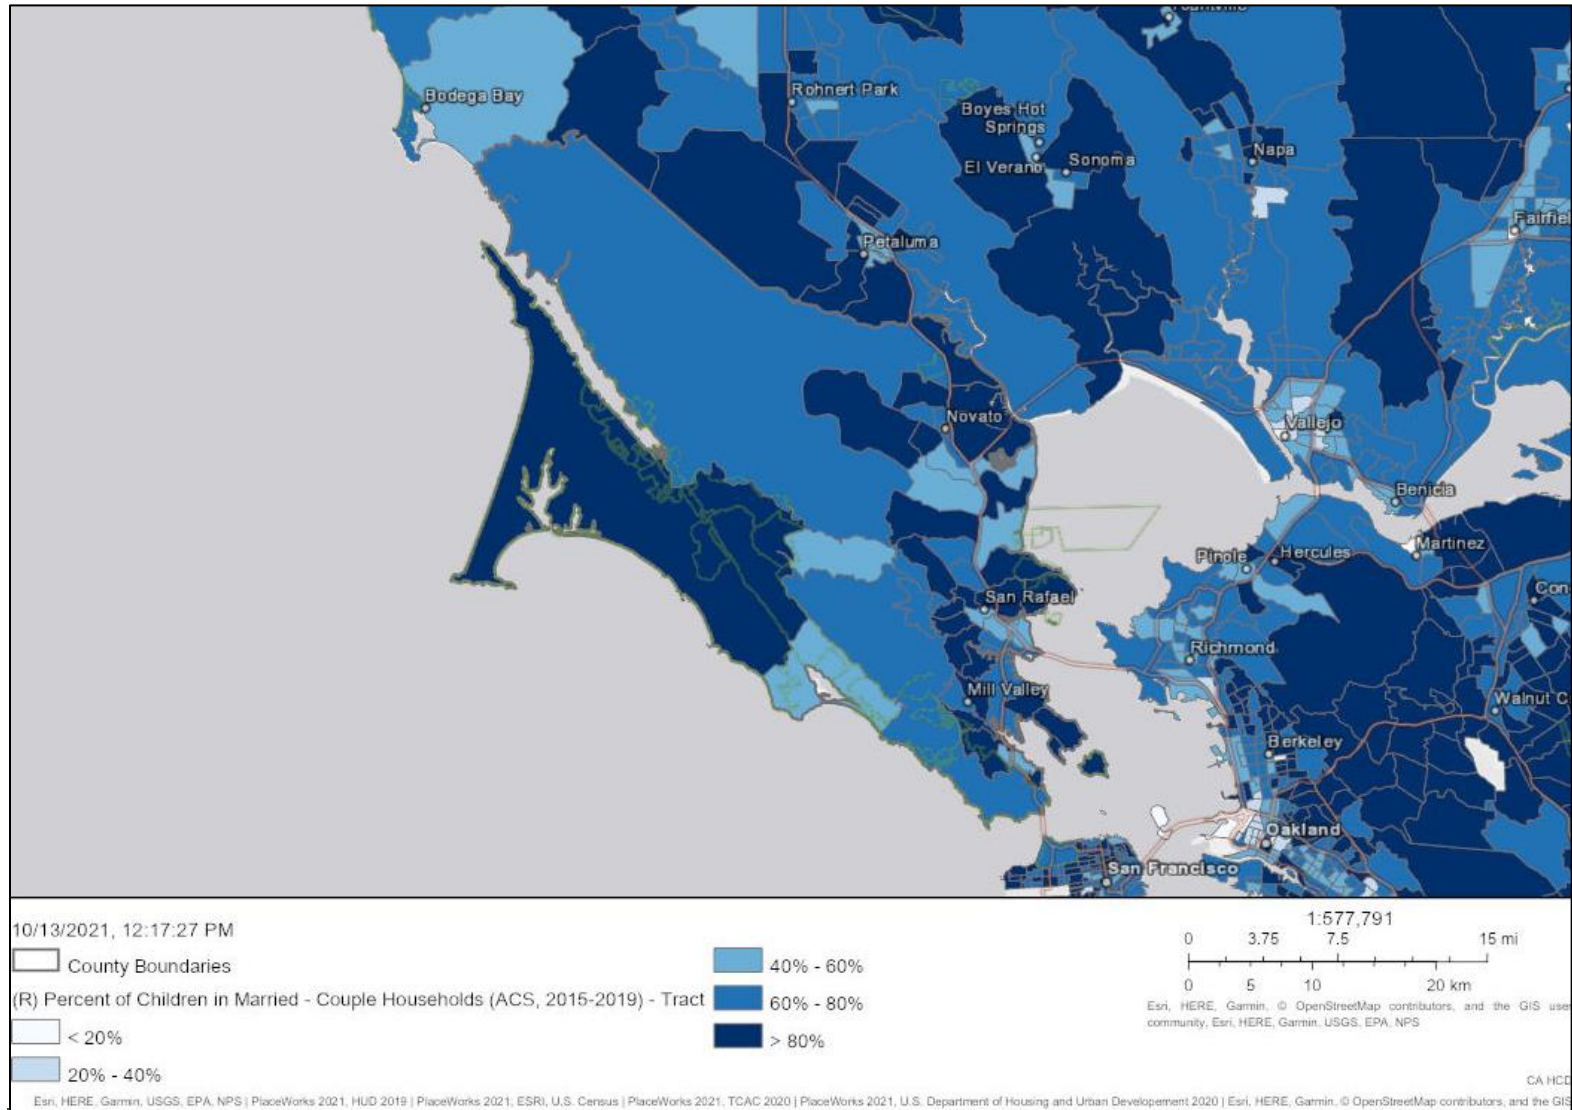 Bodega Bay
Rohnert Park
Boyes Hot
Springs
El Verano
Sonoma
Napa
Fairfiel
Petaluma
Novato
Vallejo
Benicia
Martinez
Pinole
Hercules
Con
San Rafael
Richmond
Mill Valley
Walnut C
Berkeley
Oakland
San Francisco
10/13/2021, 12:17:27 PM
County Boundaries
(R) Percent of Children in Married - Couple Households (ACS, 2015-2019) - Tract
< 20%
20% - 40%
40% - 60%
60% - 80%
> 80%
1:577,791
0 3.75 7.5 15 mi
0 5 10 20 km
Esri, HERE, Garmin, © OpenStreetMap contributors, and the GIS user
community, Esri, HERE, Garmin, USGS, EPA, NPS
CA HCD
Esri, HERE, Garmin, USGS, EPA, NPS | PlaceWorks 2021, HUD 2019 | PlaceWorks 2021, ESRI, U.S. Census | PlaceWorks 2021, TCAC 2020 | PlaceWorks 2021, U.S. Department of Housing and Urban Developement 2020 | Esri, HERE, Garmin, © OpenStreetMap contributors, and the GIS